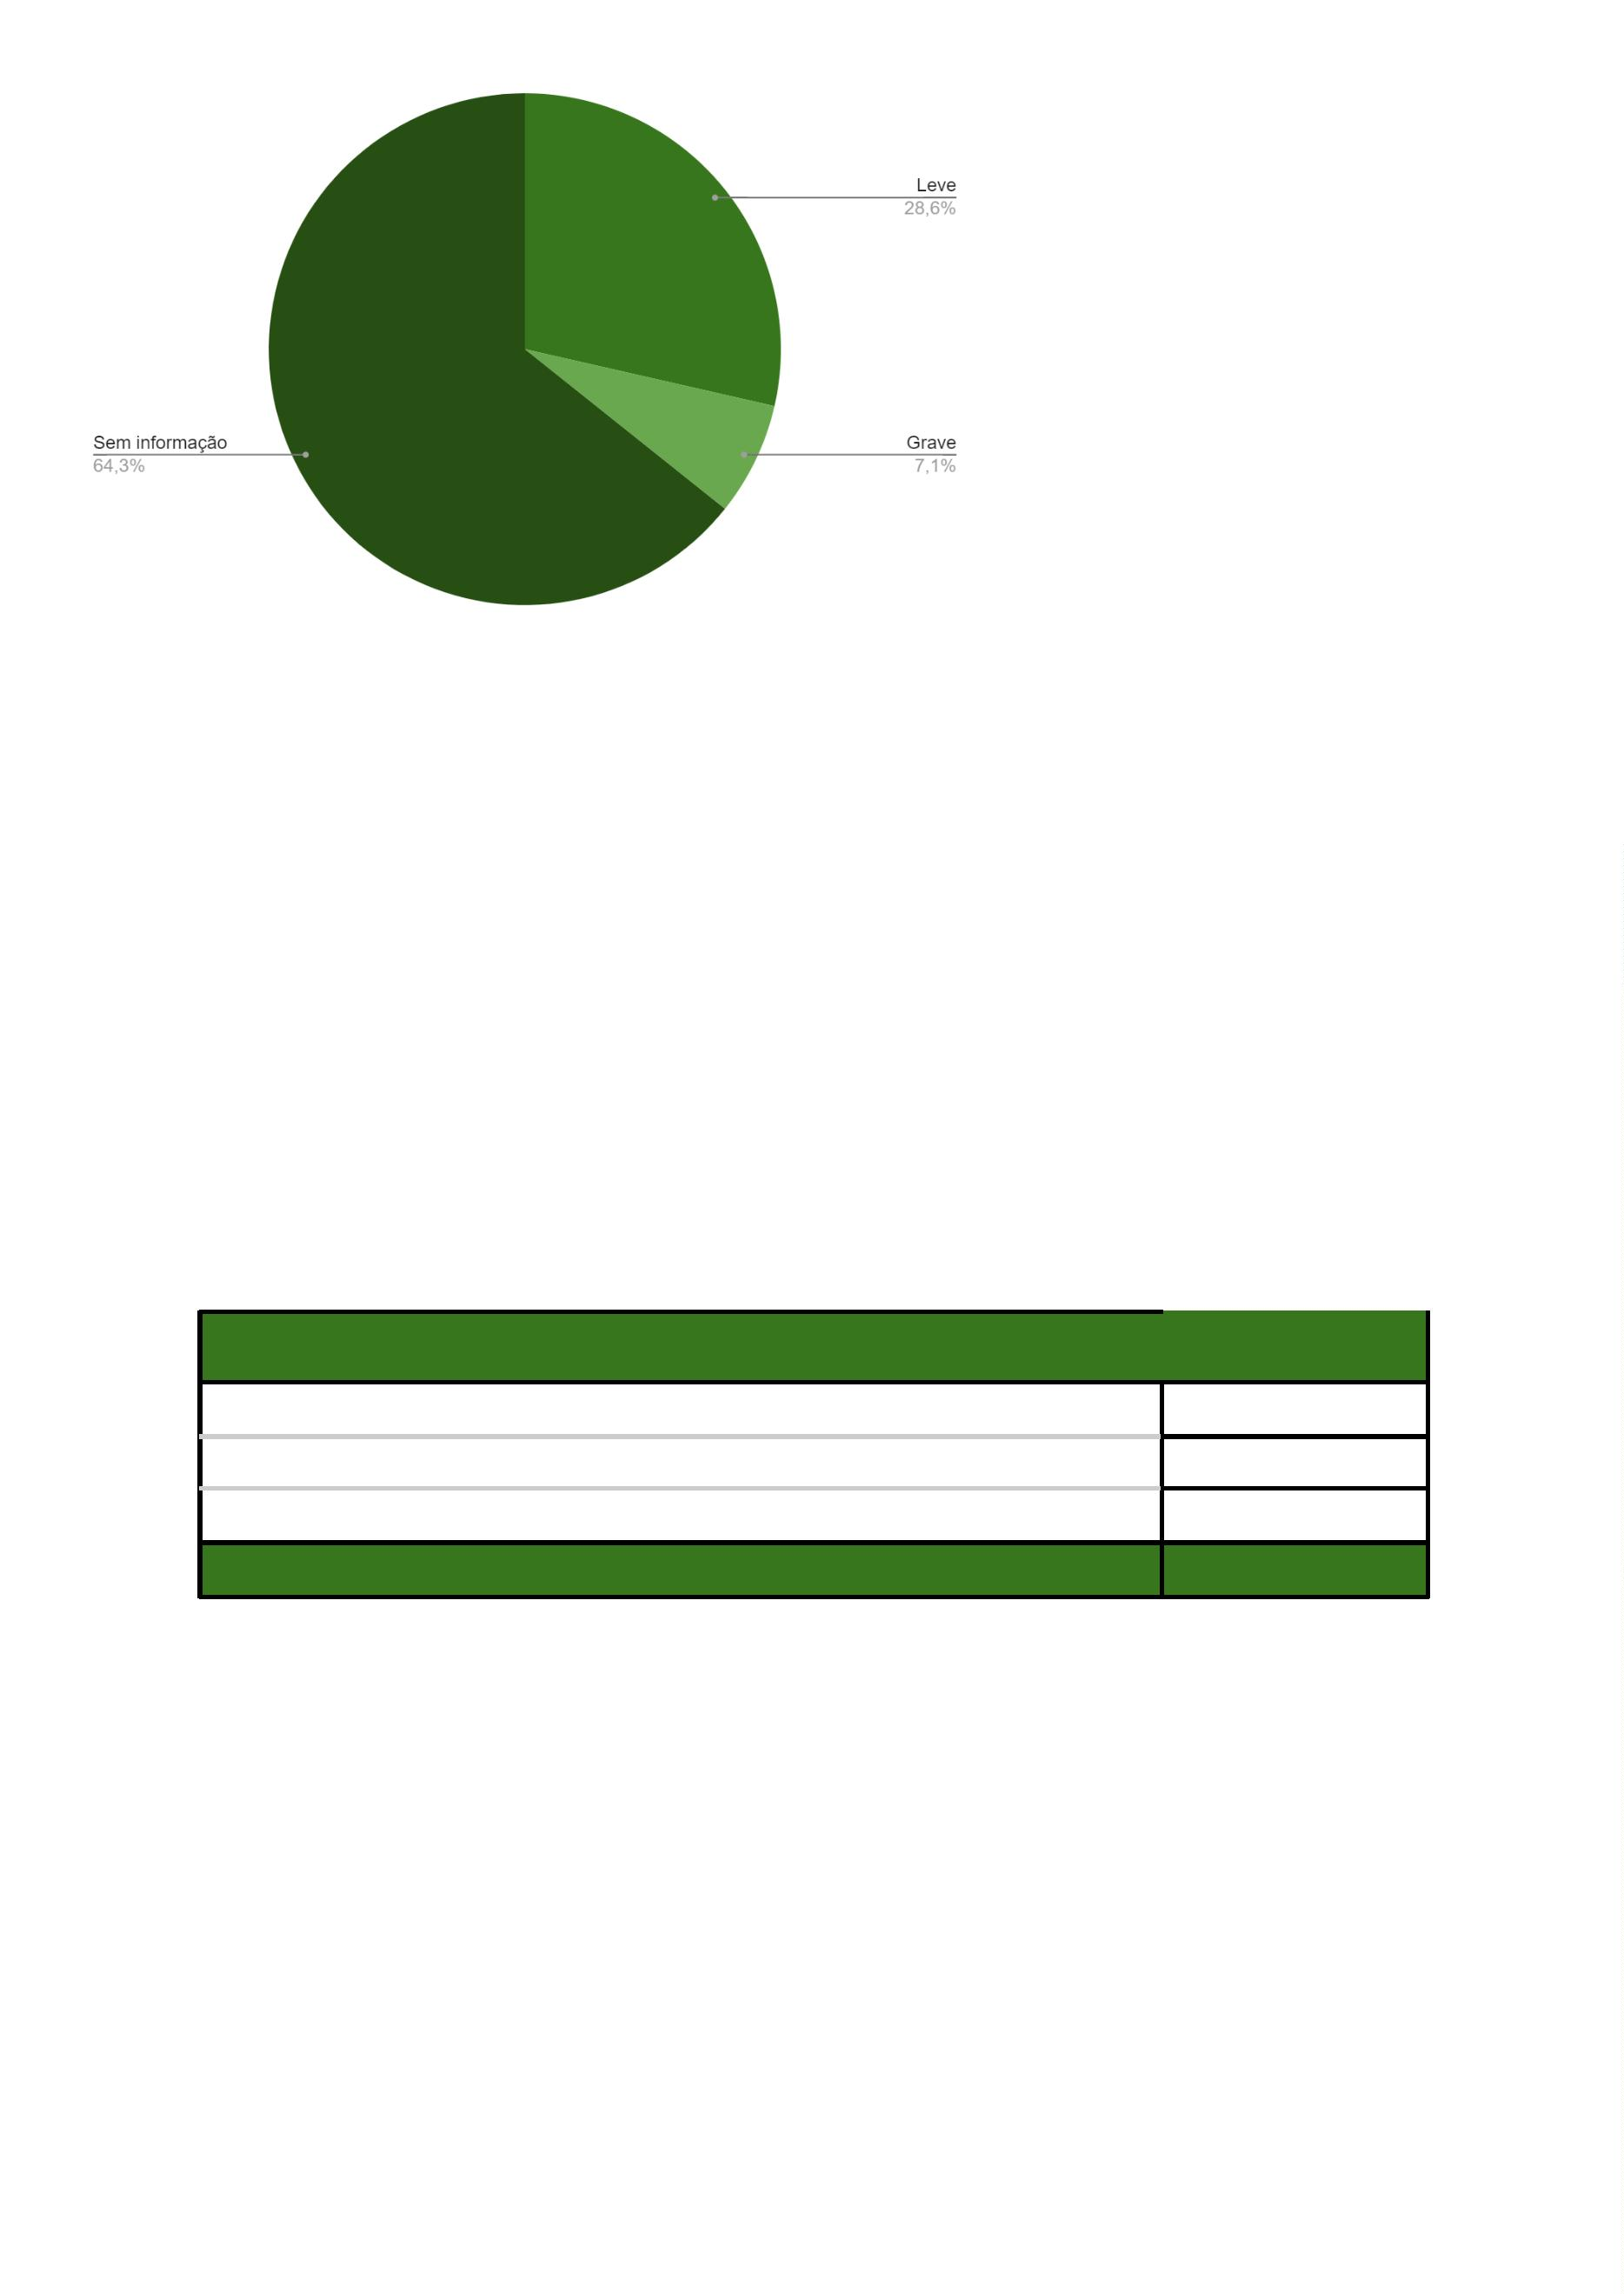 Leve
28,6%
Sem informação
64,3%
Grave
7,1%